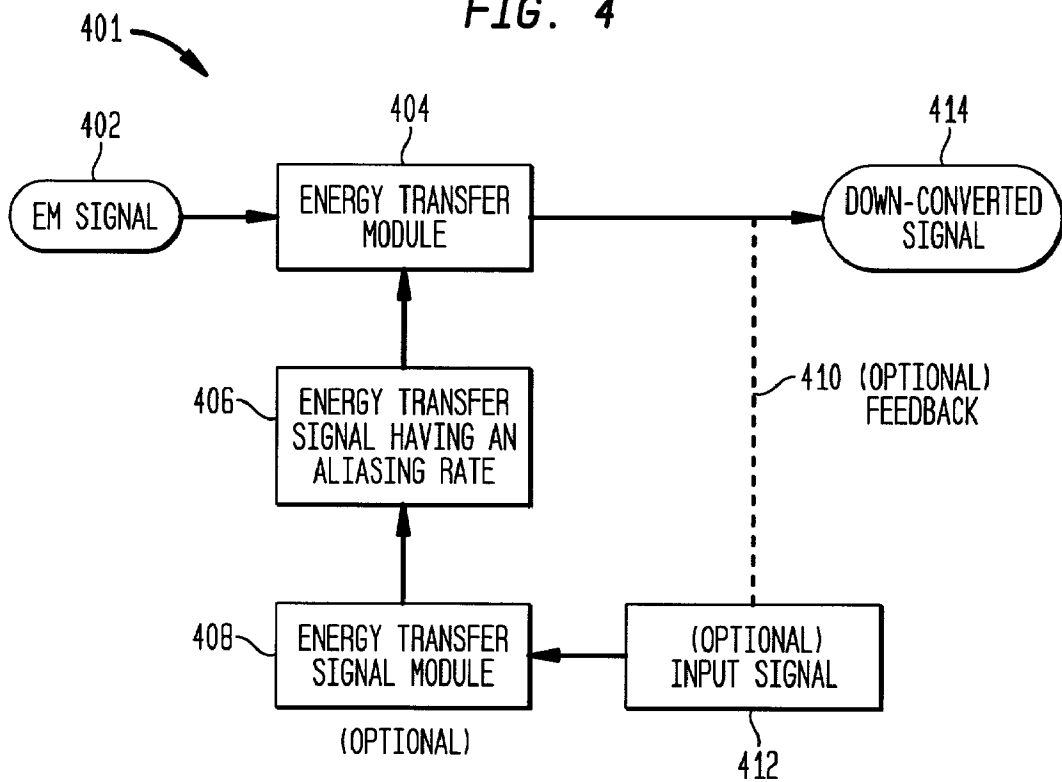 FIG. 4
401
402
404
414
EM SIGNAL
ENERGY TRANSFER
MODULE
DOWN-CONVERTED
SIGNAL
406
ENERGY TRANSFER
SIGNAL HAVING AN
ALIASING RATE
410 (OPTIONAL)
FEEDBACK
408
ENERGY TRANSFER
SIGNAL MODULE
(OPTIONAL)
(OPTIONAL)
INPUT SIGNAL
412